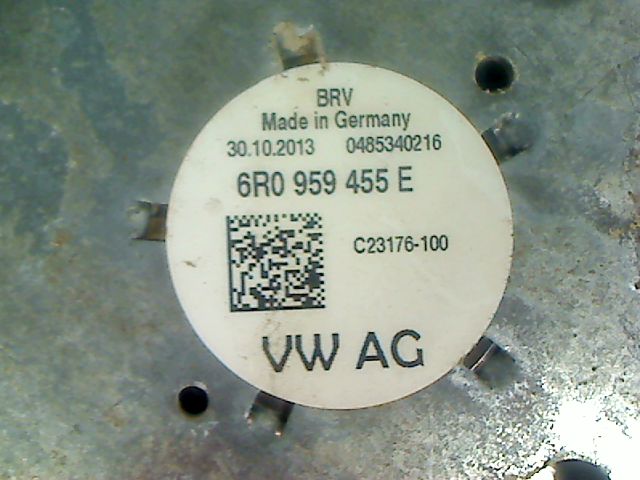 BRV
Made in Germany
30.10.2013 0485340216
6R0 959 455 E
C23176-100
VW AG